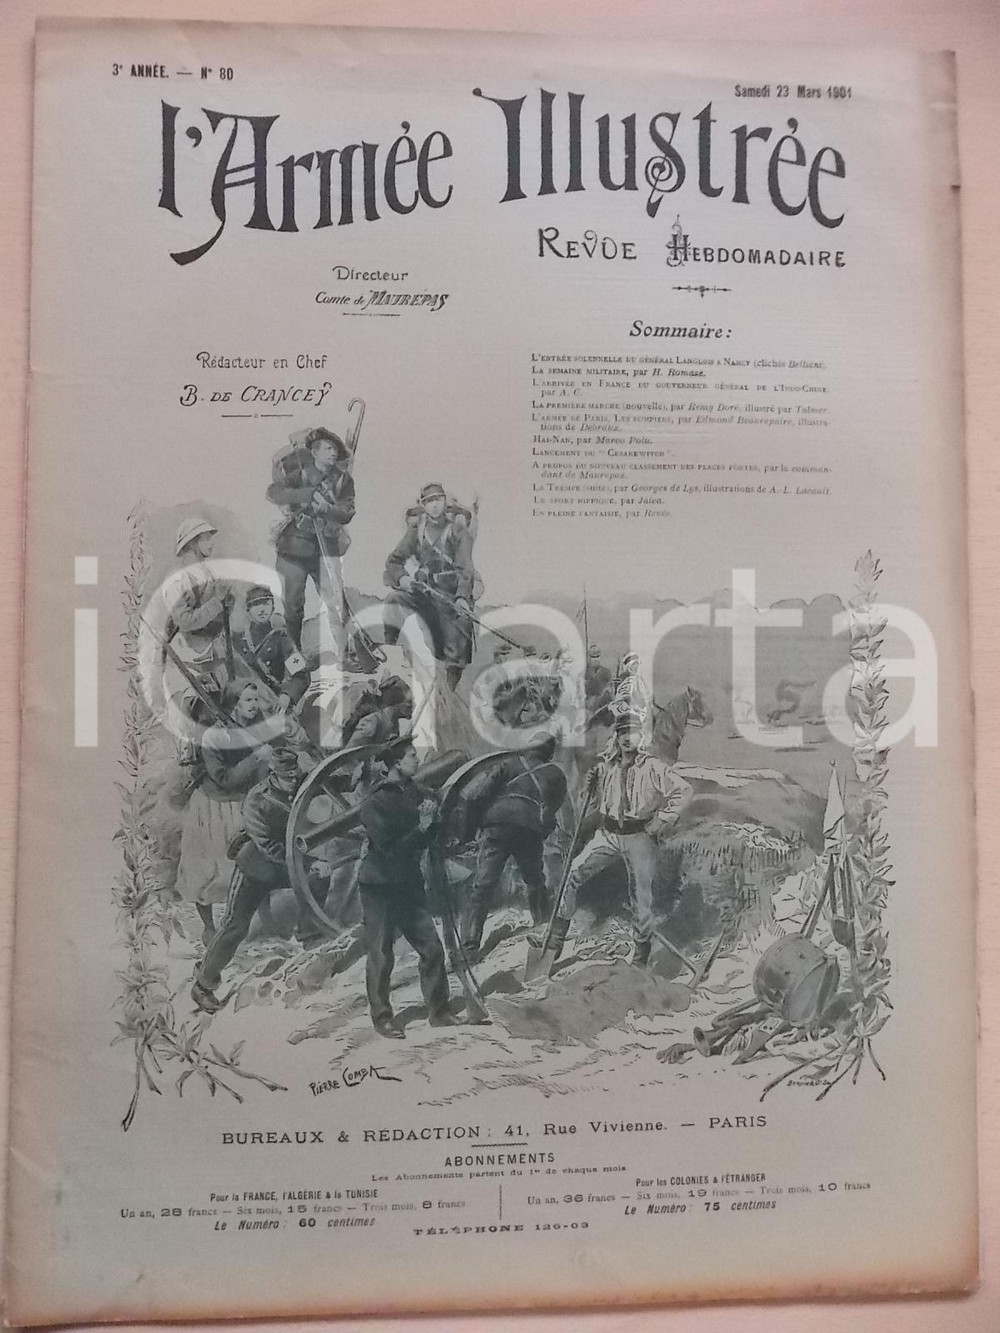 3e ANNÉE. — N° 80
Samedi 23 Mars 1901
l'Armée Illustrée
REVUE HEBDOMADAIRE
Directeur
Comte de MAUREPAS
Sommaire:
Rédacteur en Chef
B. DE CRANCEY
L'ENTRÉE SOLENNELLE DU GÉNÉRAL LANGLOIS A NANCY (clichés Bellieni).
LA SEMAINE MILITAIRE, par H. Romase.
L'ARRIVÉE EN FRANCE DU GOUVERNEUR GÉNÉRAL DE L'INDO-CHINE,
par A. C.
LA PREMIÈRE MARCHE (nouvelle), par Remy Doré, illustré par Tolmer.
L'ARMÉE DE PARIS, LES POMPIERS, par Edmond Beaurepaire, illustra-
tions de Debratez.
HAI-NAN, par Marco Polu.
LANCEMENT DU "CESAREWITCH".
A PROPOS DU NOUVEAU CLASSEMENT DES PLACES FORTES, par le comman-
dant de Maurepas.
LA TREMPE (suite), par Georges de Lys, illustrations de A.-L. Lacault.
LE SPORT HIPPIQUE, par Juica.
EN PLEINE FANTAISIE, par Renée.
iCharta
PIERRE COMBA
BUREAUX & RÉDACTION : 41, Rue Vivienne. — PARIS
ABONNEMENTS
Les Abonnements partent du 1er de chaque mois
Pour la FRANCE, l'ALGÉRIE & la TUNISIE
Un an, 28 francs — Six mois, 15 francs — Trois mois, 8 francs
Le Numéro : 60 centimes
Pour les COLONIES & l'ÉTRANGER
Un an, 36 francs — Six mois, 19 francs — Trois mois, 10 francs
Le Numéro : 75 centimes
TÉLÉPHONE 126-03